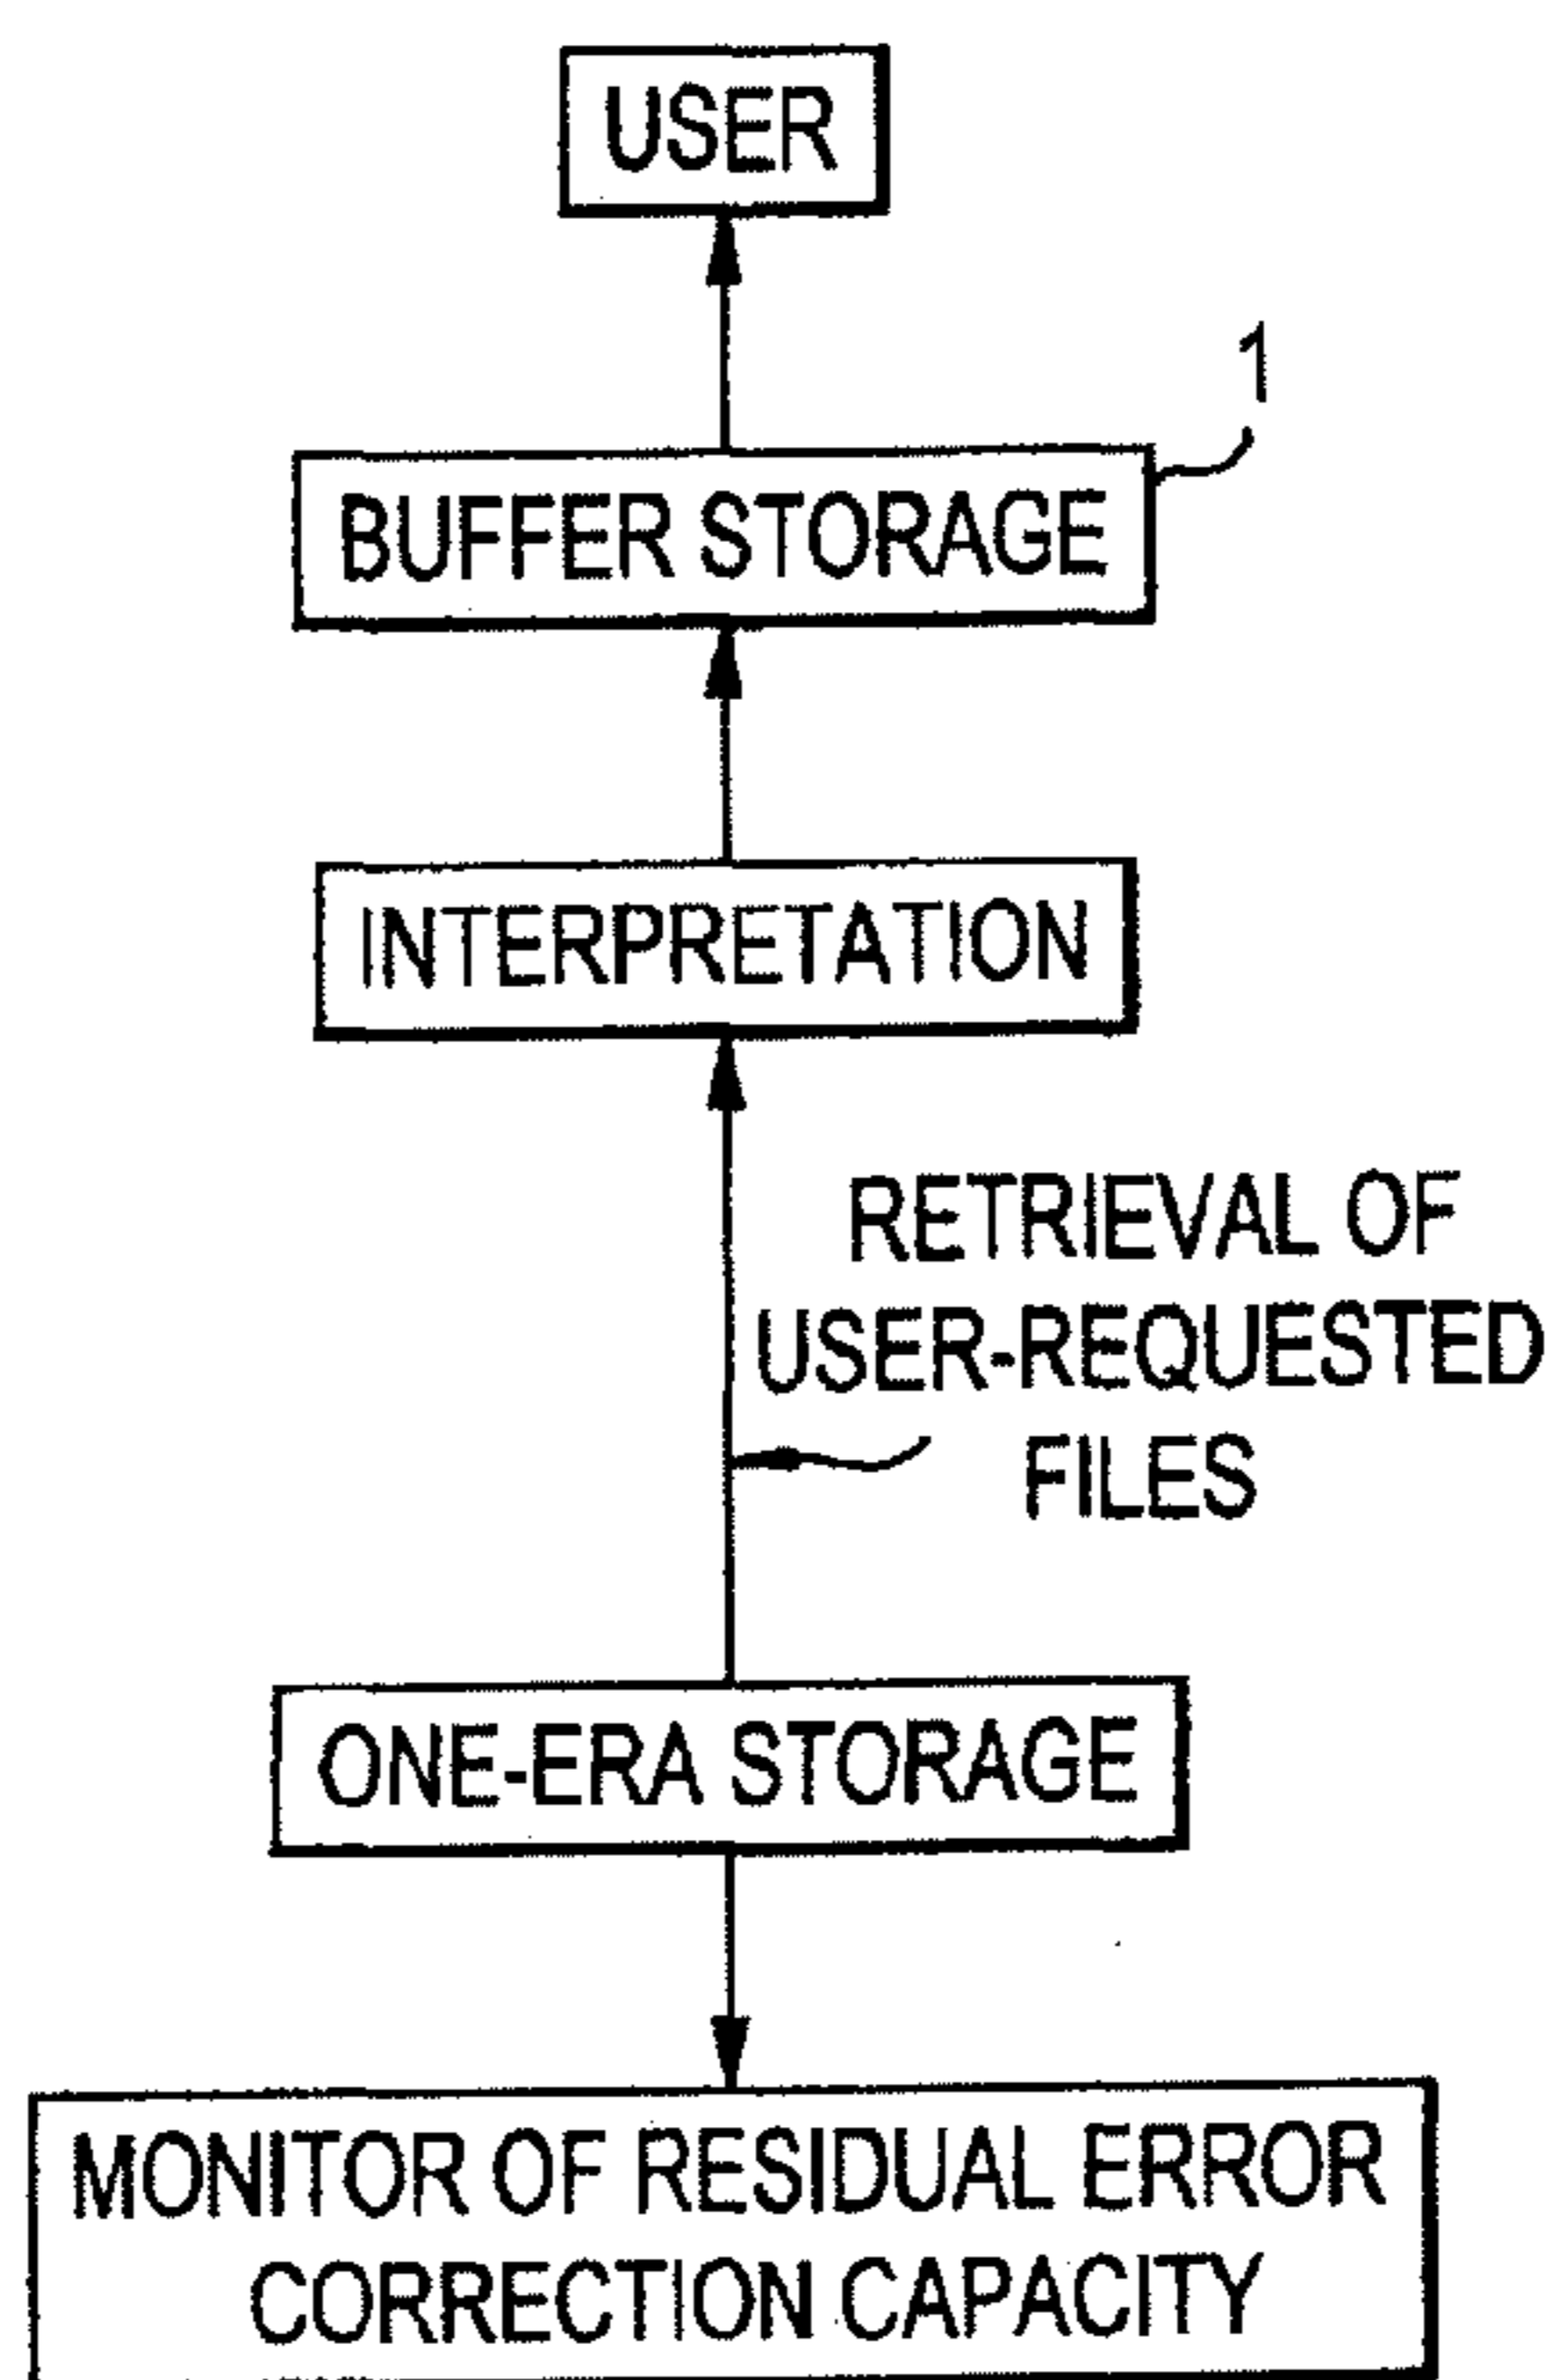 USER
1
BUFFER STORAGE
INTERPRETATION
RETRIEVAL OF
USER-REQUESTED
FILES
ONE-ERA STORAGE
MONITOR OF RESIDUAL ERROR
CORRECTION CAPACITY